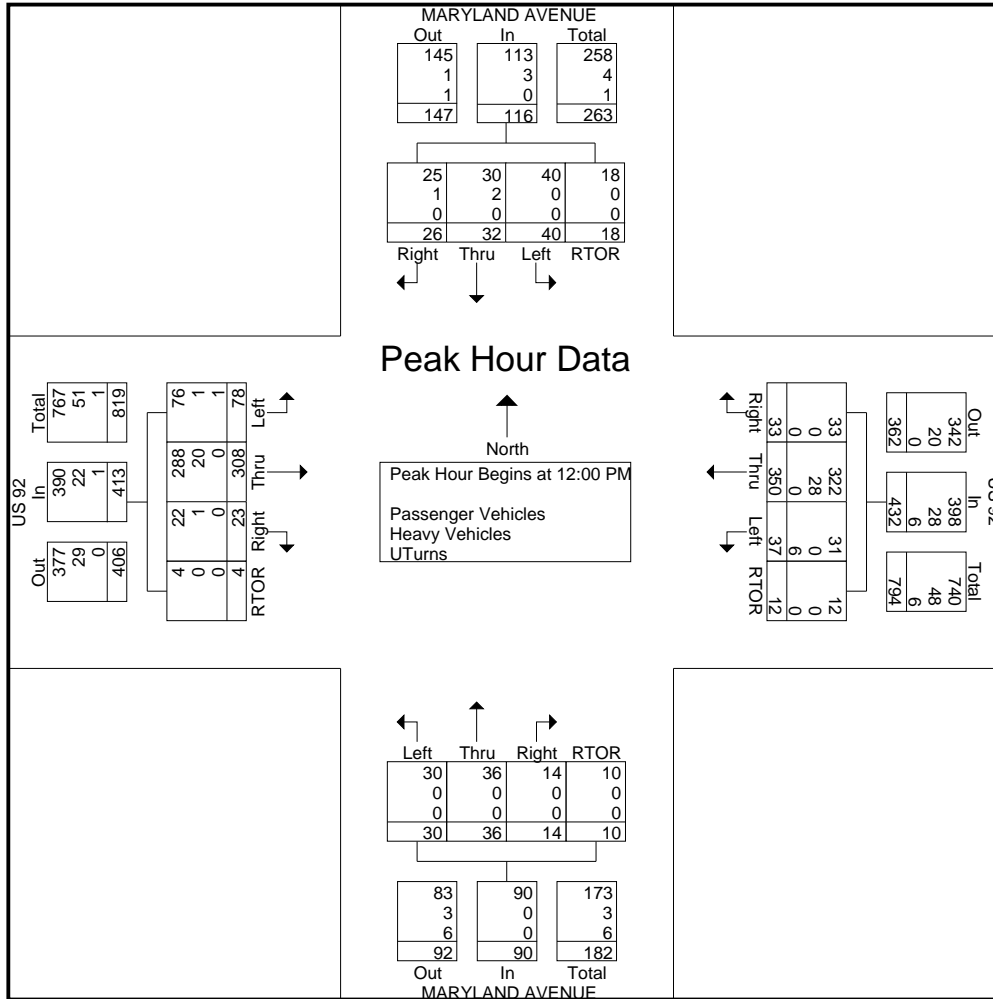 MARYLAND AVENUE
Out In Total
145 113 258
1 3 4
1 0 1
147 116 263
25 30 40 18
1 2 0 0
0 0 0 0
26 32 40 18
Right Thru Left RTOR
Peak Hour Data
North
Peak Hour Begins at 12:00 PM
Passenger Vehicles
Heavy Vehicles
UTurns
US 92
Out In Total
377 390 767
29 22 51
0 1 1
406 413 819
RTOR Right Thru Left
4 22 288 76
0 1 20 1
0 0 0 1
4 23 308 78
Right Thru Left RTOR
33 322 31 12
0 28 0 0
0 0 6 0
33 350 37 12
US 92
Out In Total
342 398 740
20 28 48
0 6 6
362 432 794
Left Thru Right RTOR
30 36 14 10
0 0 0 0
0 0 0 0
30 36 14 10
83 90 173
3 0 3
6 0 6
92 90 182
Out In Total
MARYLAND AVENUE